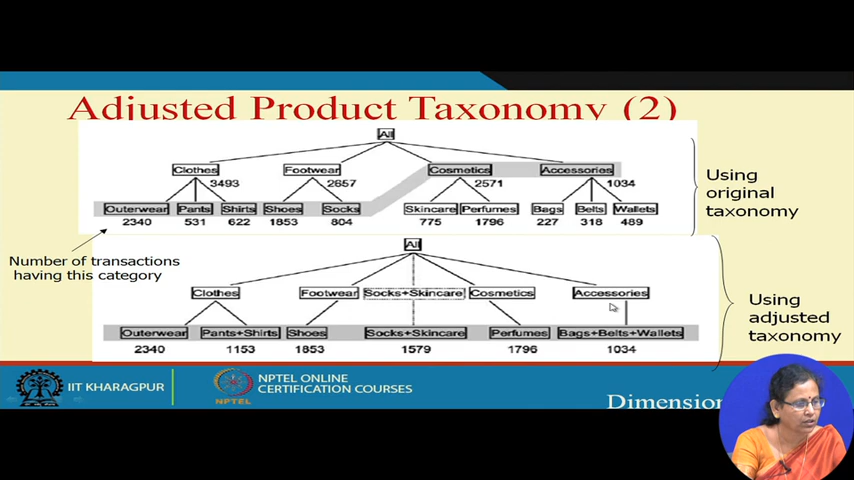 Adjusted Product Taxonomy (2)
All
Clothes Footwear Cosmetics Accessories
3493 2657 2571 1034
Outerwear Pants Shirts Shoes Socks Skincare Perfumes Bags Belts Wallets
2340 531 622 1853 804 775 1796 227 318 489
Using
original
taxonomy
Number of transactions
having this category
All
Clothes Footwear Socks+Skincare Cosmetics Accessories
Outerwear Pants+Shirts Shoes Socks+Skincare Perfumes Bags+Belts+Wallets
2340 1153 1853 1579 1796 1034
Using
adjusted
taxonomy
IIT KHARAGPUR
NPTEL
NPTEL ONLINE
CERTIFICATION COURSES
Dimension